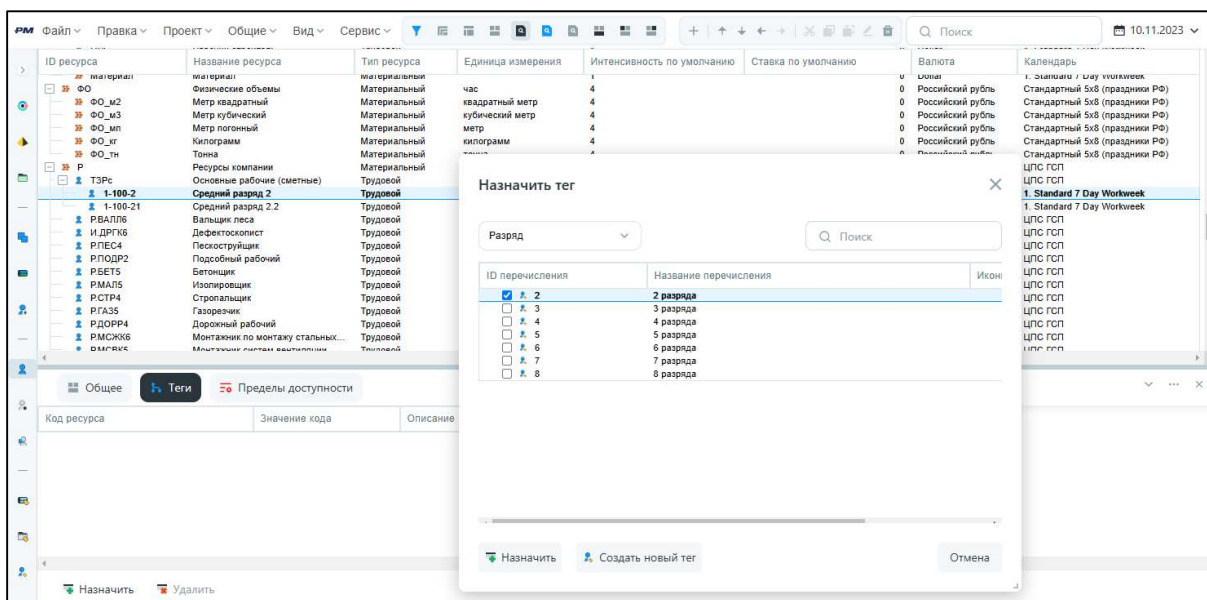 PM Файл Правка Проект Общие Вид Сервис Поиск 10.11.2023
ID ресурса Название ресурса Тип ресурса Единица измерения Интенсивность по умолчанию Ставка по умолчанию Валюта Календарь
Материал Материал Материальный 1 0 Dollar 1. Standard 7 Day Workweek
ФО Физические объемы Материальный час 4 0 Российский рубль Стандартный 5x8 (праздники РФ)
ФО_м2 Метр квадратный Материальный квадратный метр 4 0 Российский рубль Стандартный 5x8 (праздники РФ)
ФО_м3 Метр кубический Материальный кубический метр 4 0 Российский рубль Стандартный 5x8 (праздники РФ)
ФО_мп Метр погонный Материальный метр 4 0 Российский рубль Стандартный 5x8 (праздники РФ)
ФО_кг Килограмм Материальный килограмм 4 0 Российский рубль Стандартный 5x8 (праздники РФ)
ФО_тн Тонна Материальный тонна 4 0 Российский рубль Стандартный 5x8 (праздники РФ)
Р Ресурсы компании Материальный ЦПС ГСП
ТЗРс Основные рабочие (сметные) Трудовой ЦПС ГСП
1-100-2 Средний разряд 2 Трудовой 1. Standard 7 Day Workweek
1-100-21 Средний разряд 2.2 Трудовой 1. Standard 7 Day Workweek
Р.ВАЛЛ6 Вальщик леса Трудовой ЦПС ГСП
И.ДРГК6 Дефектоскопист Трудовой ЦПС ГСП
Р.ПЕС4 Пескоструйщик Трудовой ЦПС ГСП
Р.ПОДР2 Подсобный рабочий Трудовой ЦПС ГСП
Р.БЕТ5 Бетонщик Трудовой ЦПС ГСП
Р.МАЛ5 Изолировщик Трудовой ЦПС ГСП
Р.СТР4 Стропальщик Трудовой ЦПС ГСП
Р.ГАЗ5 Газорезчик Трудовой ЦПС ГСП
Р.ДОРР4 Дорожный рабочий Трудовой ЦПС ГСП
Р.МСЖК6 Монтажник по монтажу стальных... Трудовой ЦПС ГСП
Р.МСВК5 Монтажник систем вентиляции Трудовой ЦПС ГСП
Назначить тег
Разряд Поиск
ID перечисления Название перечисления Икон
2 2 разряда
3 3 разряда
4 4 разряда
5 5 разряда
6 6 разряда
7 7 разряда
8 8 разряда
Назначить Создать новый тег Отмена
Общее Теги Пределы доступности
Код ресурса Значение кода Описание
Назначить Удалить